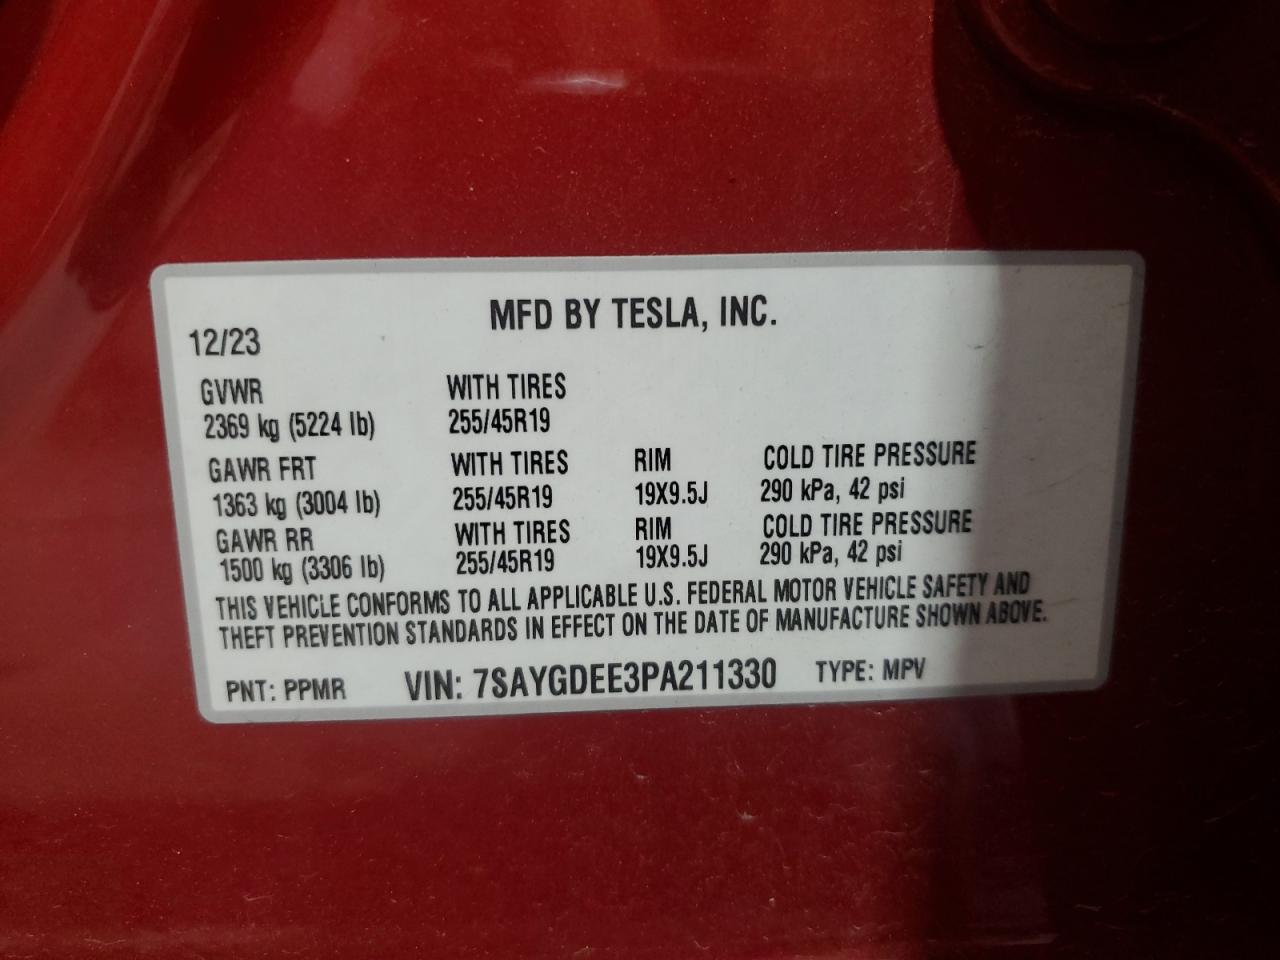 MFD BY TESLA, INC.
12/23
GVWR WITH TIRES
2369 kg (5224 lb) 255/45R19
GAWR FRT WITH TIRES RIM COLD TIRE PRESSURE
1363 kg (3004 lb) 255/45R19 19X9.5J 290 kPa, 42 psi
GAWR RR WITH TIRES RIM COLD TIRE PRESSURE
1500 kg (3306 lb) 255/45R19 19X9.5J 290 kPa, 42 psi
THIS VEHICLE CONFORMS TO ALL APPLICABLE U.S. FEDERAL MOTOR VEHICLE SAFETY AND
THEFT PREVENTION STANDARDS IN EFFECT ON THE DATE OF MANUFACTURE SHOWN ABOVE.
PNT: PPMR VIN: 7SAYGDEE3PA211330 TYPE: MPV